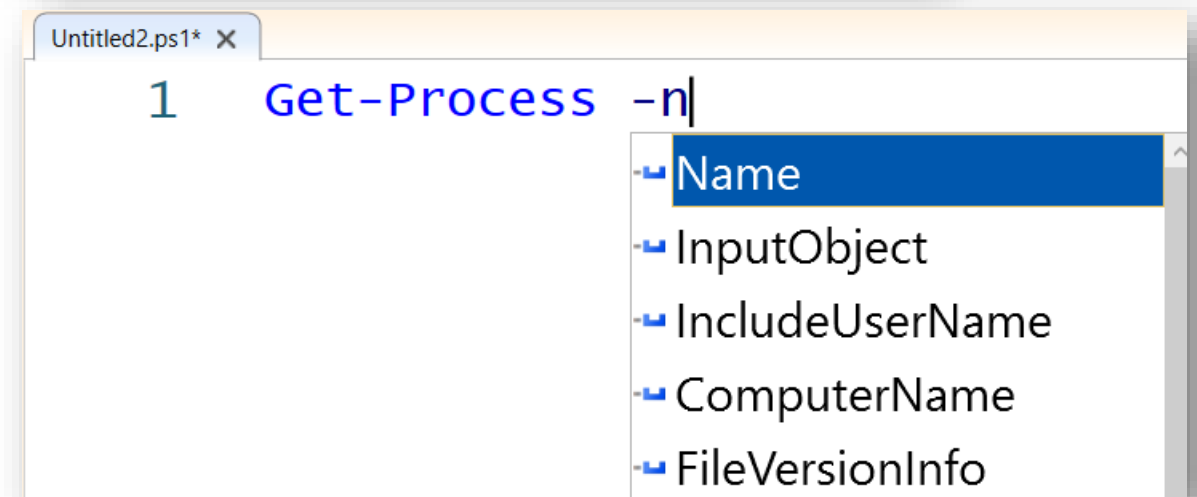 Untitled2.ps1* X
1 Get-Process -n
Name
InputObject
IncludeUserName
ComputerName
FileVersionInfo